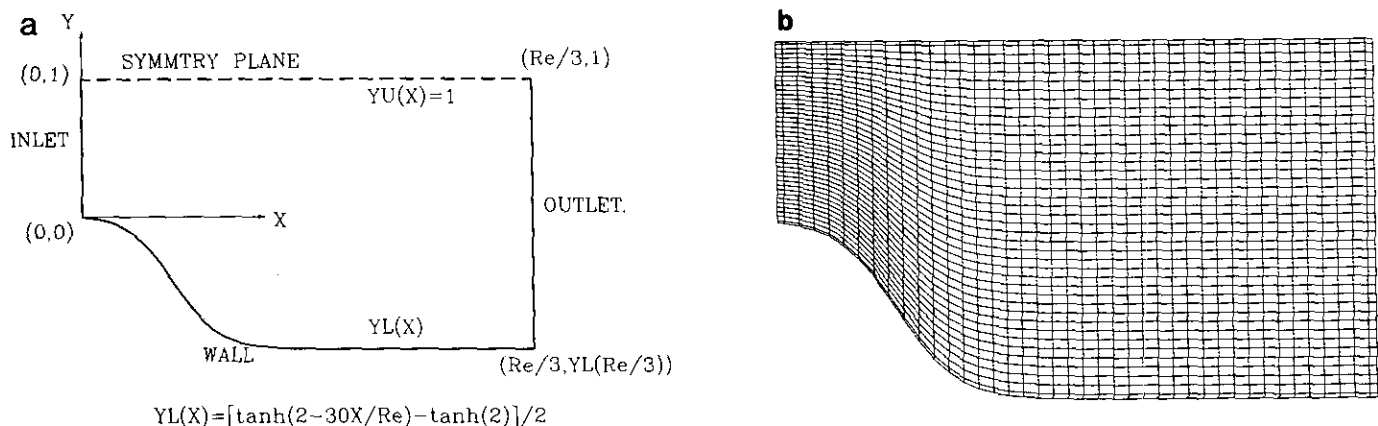 a
Y
(0,1)
SYMMTRY PLANE
(Re/3,1)
YU(X)=1
INLET
X
OUTLET.
(0,0)
YL(X)
WALL
(Re/3,YL(Re/3))
YL(X)=[tanh(2-30X/Re)-tanh(2)]/2
b